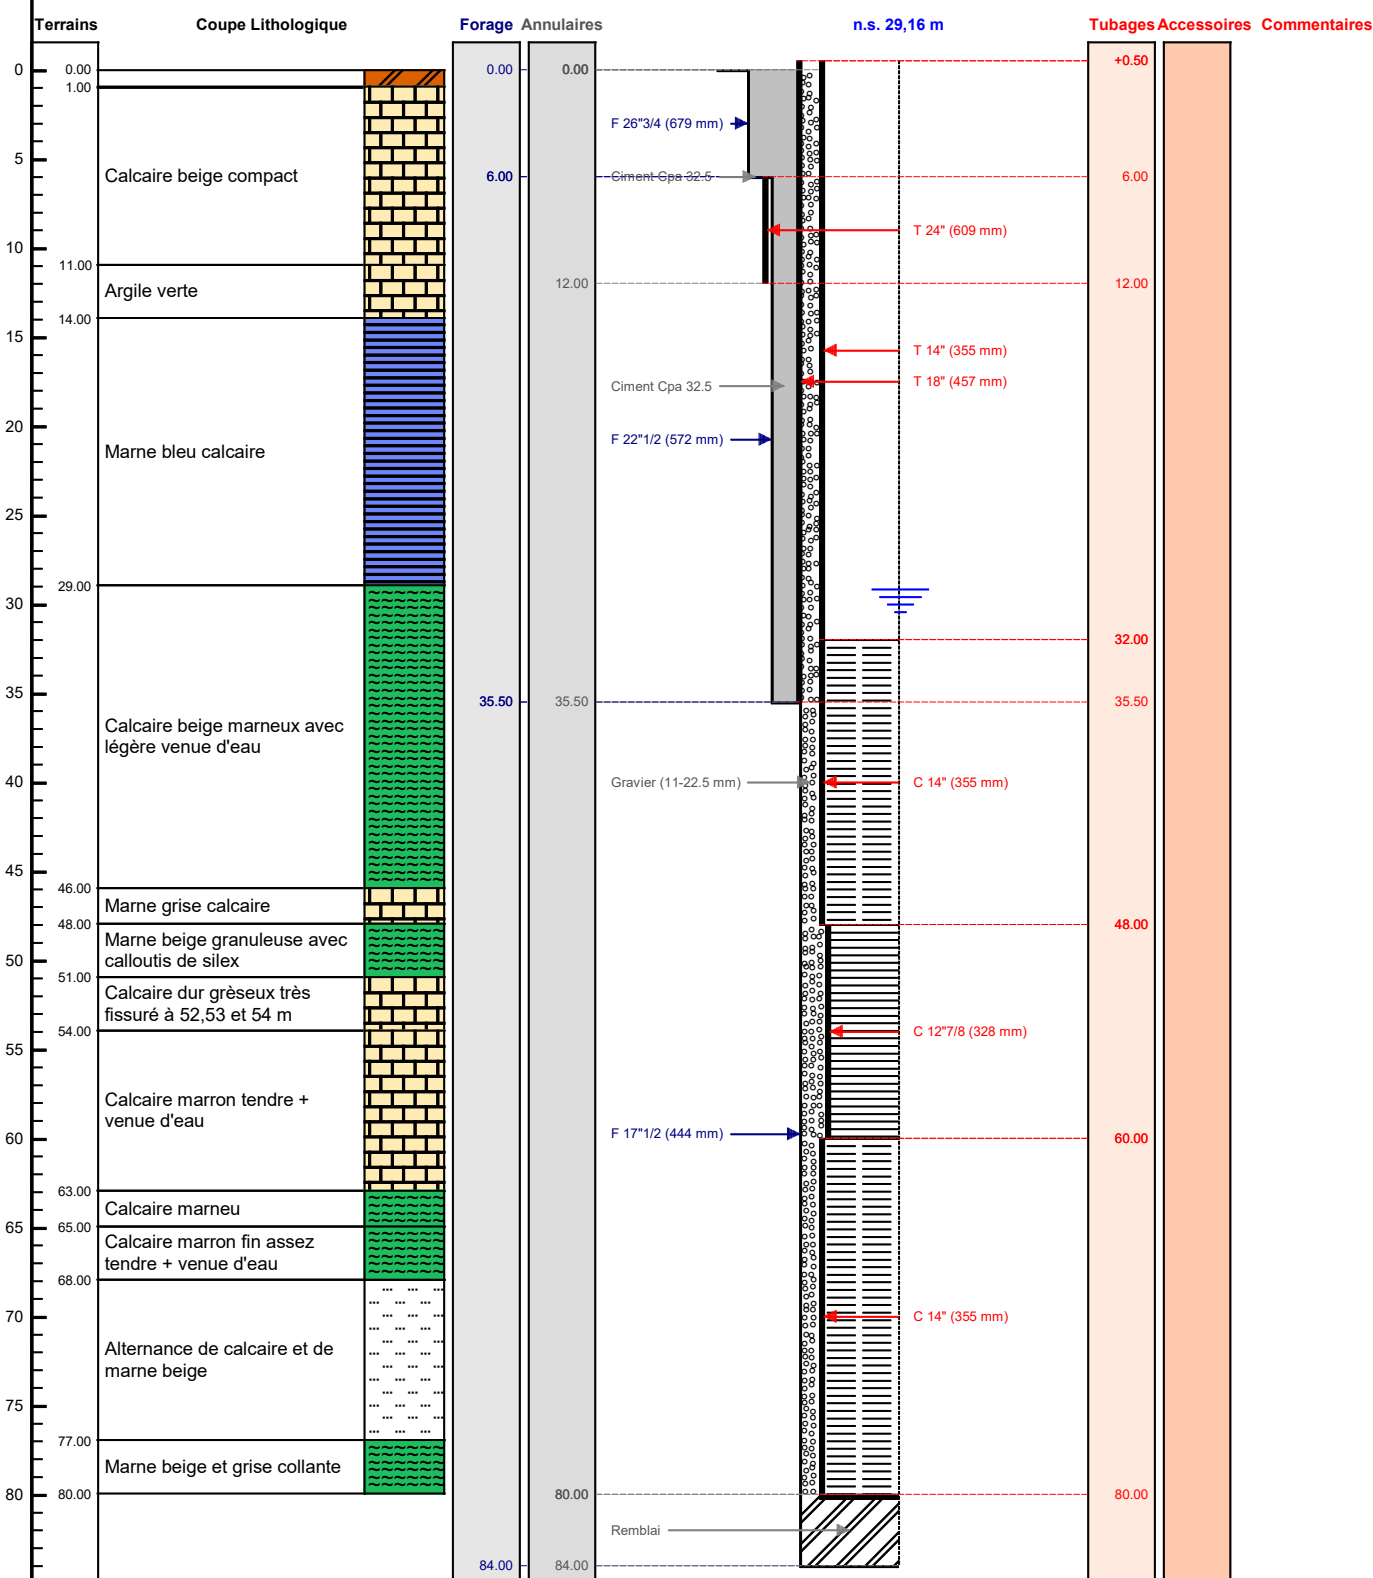 Terrains Coupe Lithologique Forage Annulaires n.s. 29,16 m Tubages Accessoires Commentaires
+0.50
0 0.00 0.00 0.00
1.00
F 26"3/4 (679 mm)
5
Calcaire beige compact
6.00 Ciment Cpa 32.5 6.00
T 24" (609 mm)
10
11.00
Argile verte
12.00 12.00
14.00
15
T 14" (355 mm)
T 18" (457 mm)
Ciment Cpa 32.5
20
F 22"1/2 (572 mm)
Marne bleu calcaire
25
29.00
30
32.00
35
35.50 35.50 35.50
Calcaire beige marneux avec
légère venue d'eau
40
Gravier (11-22.5 mm) C 14" (355 mm)
45
46.00
Marne grise calcaire
48.00 48.00
Marne beige granuleuse avec
calloutis de silex
50
51.00
Calcaire dur grèseux très
fissuré à 52,53 et 54 m
54.00
C 12"7/8 (328 mm)
55
Calcaire marron tendre +
venue d'eau
F 17"1/2 (444 mm)
60 60.00
63.00
Calcaire marneu
65 65.00
Calcaire marron fin assez
tendre + venue d'eau
68.00
70 C 14" (355 mm)
Alternance de calcaire et de
marne beige
75
77.00
Marne beige et grise collante
80 80.00 80.00 80.00
Remblai
84.00 84.00